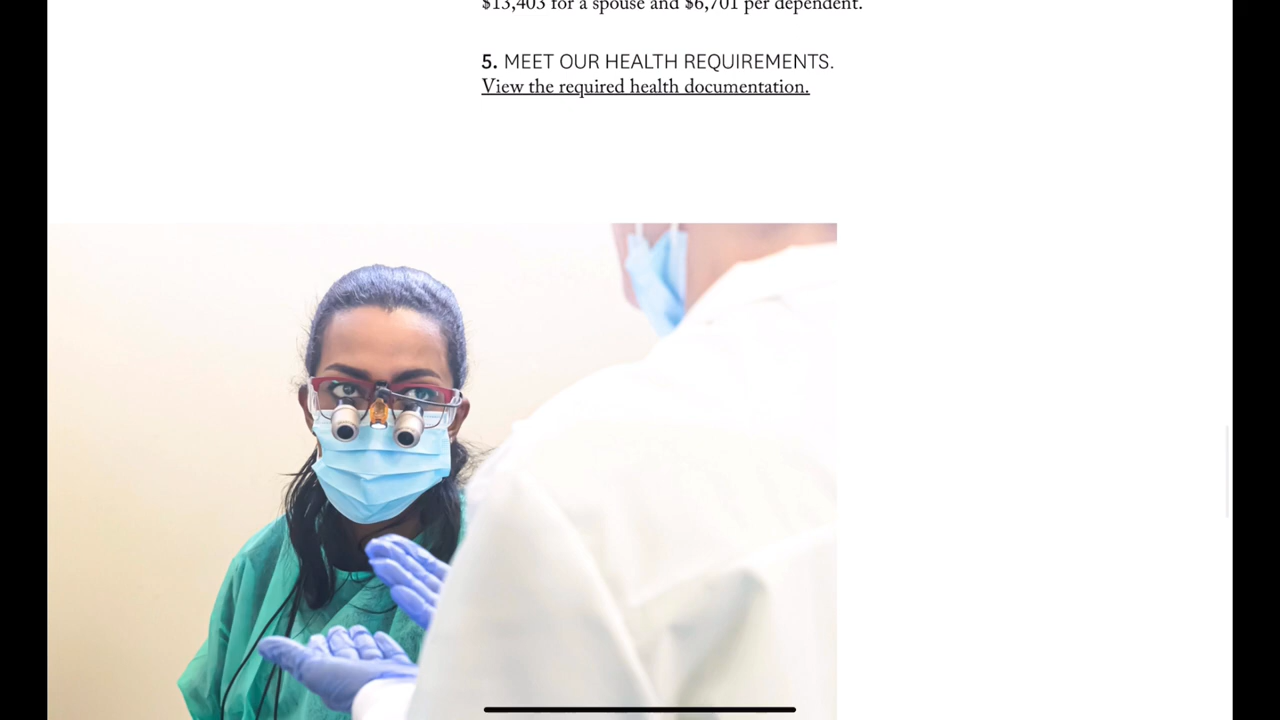 $13,403 for a spouse and $6,701 per dependent.
5. MEET OUR HEALTH REQUIREMENTS.
View the required health documentation.